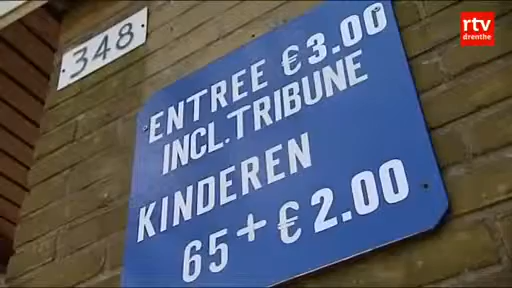 348
rtv
drenthe
ENTREE €3.00
INCL. TRIBUNE
KINDEREN
65+ €2.00